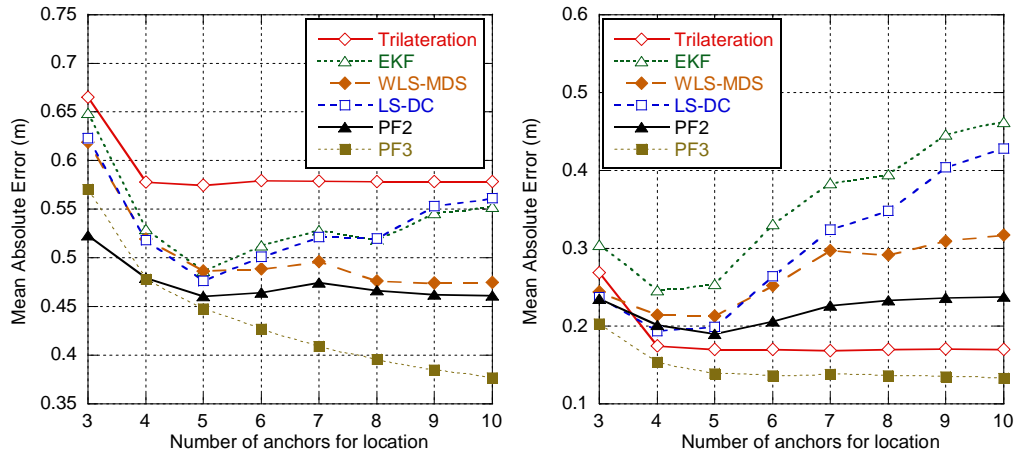 0.75
0.7
0.65
0.6
0.55
0.5
0.45
0.4
0.35
Mean Absolute Error (m)
3 4 5 6 7 8 9 10
Number of anchors for location
Trilateration
EKF
WLS-MDS
LS-DC
PF2
PF3
0.6
0.5
0.4
0.3
0.2
0.1
Mean Absolute Error (m)
3 4 5 6 7 8 9 10
Number of anchors for location
Trilateration
EKF
WLS-MDS
LS-DC
PF2
PF3